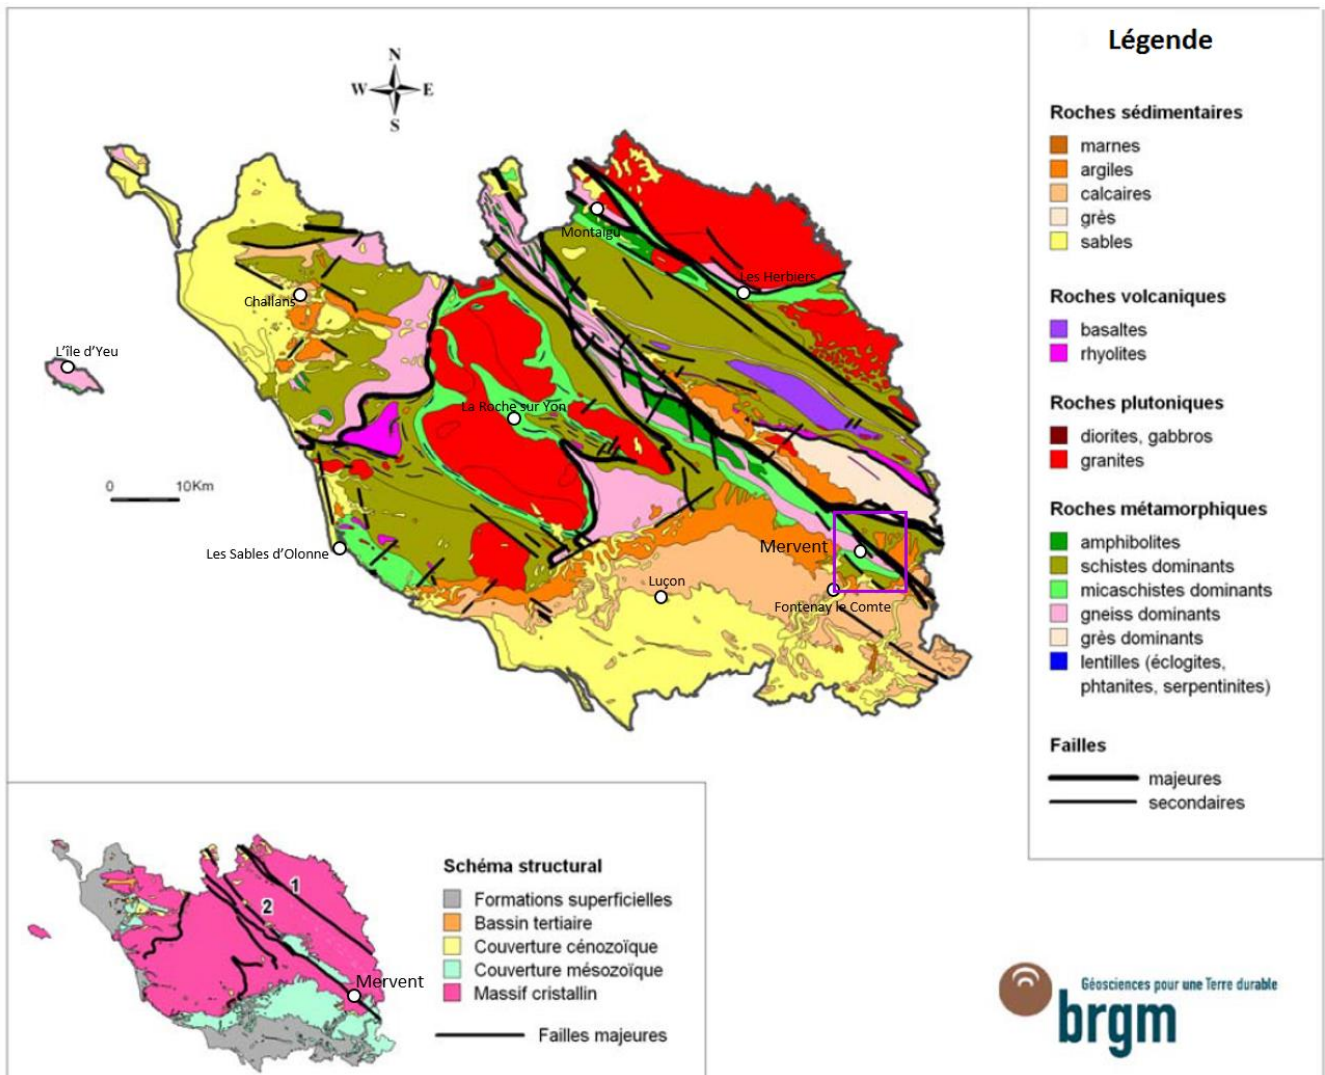 Légende
N
W
E
S
Roches sédimentaires
marnes
argiles
calcaires
grès
sables
Roches volcaniques
basaltes
rhyolites
Roches plutoniques
diorites, gabbros
granites
Roches métamorphiques
amphibolites
schistes dominants
micaschistes dominants
gneiss dominants
grès dominants
lentilles (éclogites,
phtanites, serpentinites)
Failles
majeures
secondaires
Montaigu
Les Herbiers
Challans
L'île d'Yeu
La Roche sur Yon
0 10Km
Les Sables d'Olonne
Mervent
Luçon
Fontenay le Comte
1
2
Mervent
Schéma structural
Formations superficielles
Bassin tertiaire
Couverture cénozoïque
Couverture mésozoïque
Massif cristallin
Failles majeures
Géosciences pour une Terre durable
brgm